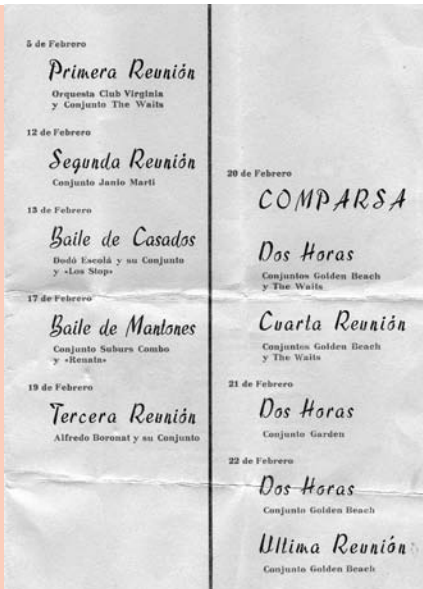 5 de Febrero
Primera Reunión
Orquesta Club Virginia
y Conjunto The Waits
12 de Febrero
Segunda Reunión
Conjunto Janio Marti
13 de Febrero
Baile de Casados
Dodó Escolá y su Conjunto
y «Los Stop»
17 de Febrero
Baile de Mantones
Conjunto Suburs Combo
y «Renata»
19 de Febrero
Tercera Reunión
Alfredo Boronat y su Conjunto
20 de Febrero
COMPARSA
Dos Horas
Conjuntos Golden Beach
y The Waits
Cuarta Reunión
Conjuntos Golden Beach
y The Waits
21 de Febrero
Dos Horas
Conjunto Garden
22 de Febrero
Dos Horas
Conjunto Golden Beach
Ultima Reunión
Conjunto Golden Beach